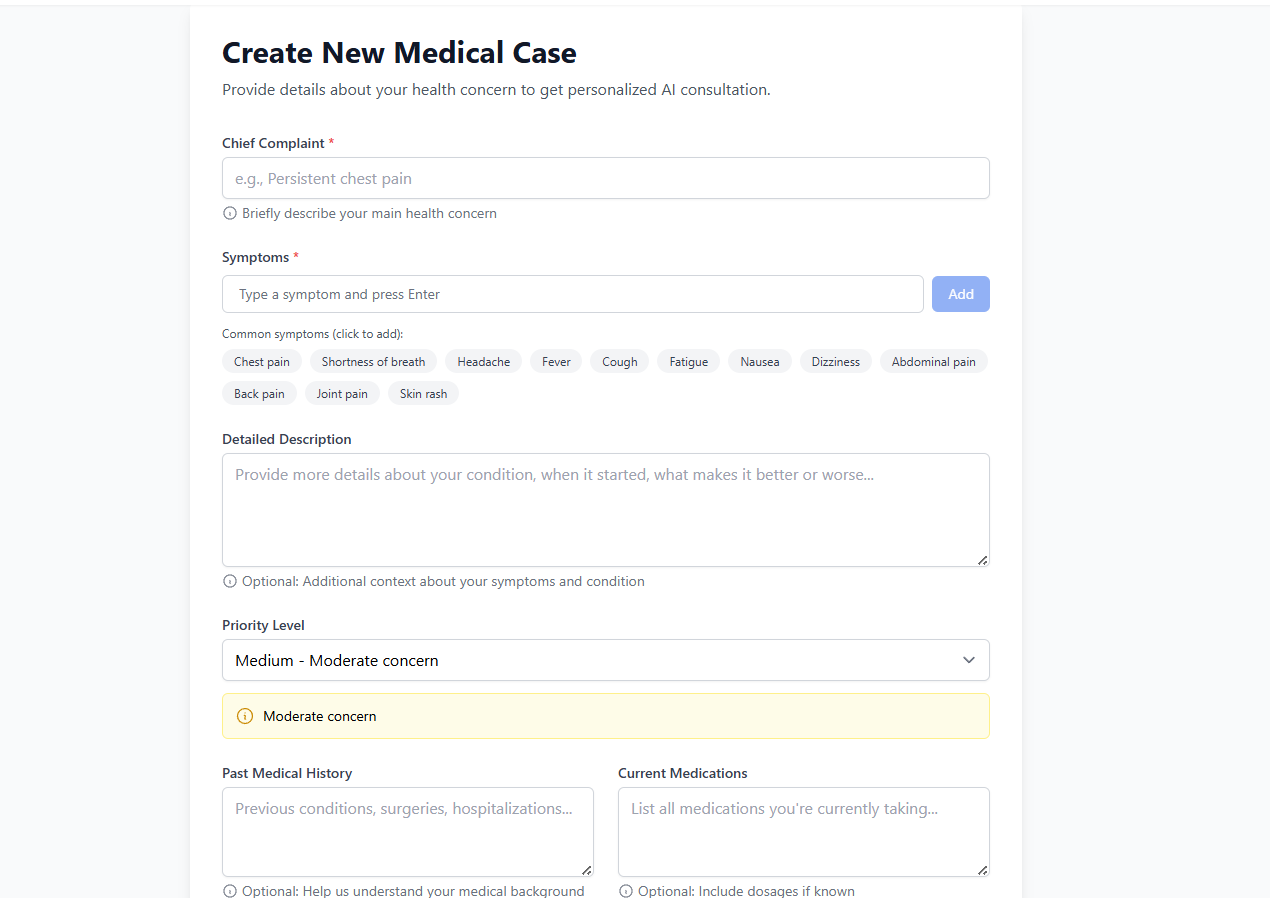 Create New Medical Case
Provide details about your health concern to get personalized AI consultation.
Chief Complaint *
e.g., Persistent chest pain
Briefly describe your main health concern
Symptoms *
Type a symptom and press Enter
Add
Common symptoms (click to add):
Chest pain Shortness of breath Headache Fever Cough Fatigue Nausea Dizziness Abdominal pain
Back pain Joint pain Skin rash
Detailed Description
Provide more details about your condition, when it started, what makes it better or worse...
Optional: Additional context about your symptoms and condition
Priority Level
Medium - Moderate concern
Moderate concern
Past Medical History
Previous conditions, surgeries, hospitalizations...
Optional: Help us understand your medical background
Current Medications
List all medications you're currently taking...
Optional: Include dosages if known